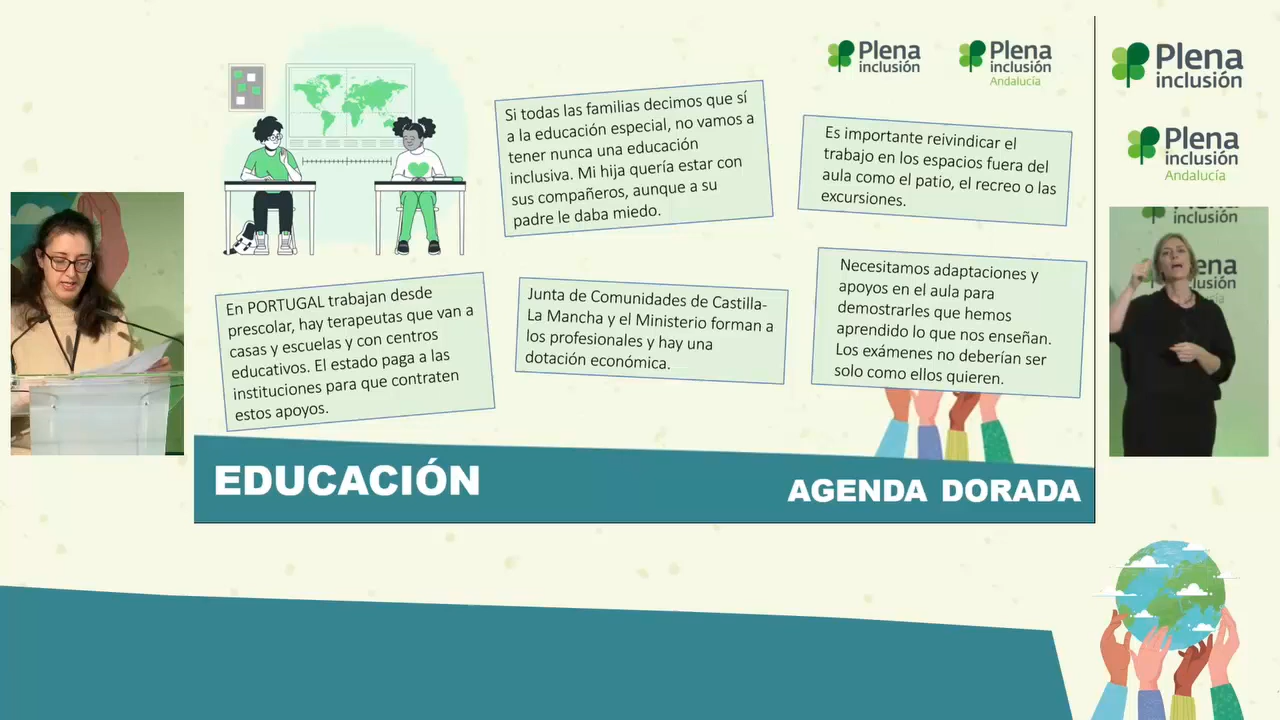 Plena
inclusión
Plena
inclusión
Andalucía
Plena
inclusión
Plena
inclusión
Andalucía
Si todas las familias decimos que sí
a la educación especial, no vamos a
tener nunca una educación
inclusiva. Mi hija quería estar con
sus compañeros, aunque a su
padre le daba miedo.
Es importante reivindicar el
trabajo en los espacios fuera del
aula como el patio, el recreo o las
excursiones.
En PORTUGAL trabajan desde
prescolar, hay terapeutas que van a
casas y escuelas y con centros
educativos. El estado paga a las
instituciones para que contraten
estos apoyos.
Junta de Comunidades de Castilla-
La Mancha y el Ministerio forman a
los profesionales y hay una
dotación económica.
Necesitamos adaptaciones y
apoyos en el aula para
demostrarles que hemos
aprendido lo que nos enseñan.
Los exámenes no deberían ser
solo como ellos quieren.
inclusión
EDUCACIÓN
AGENDA DORADA